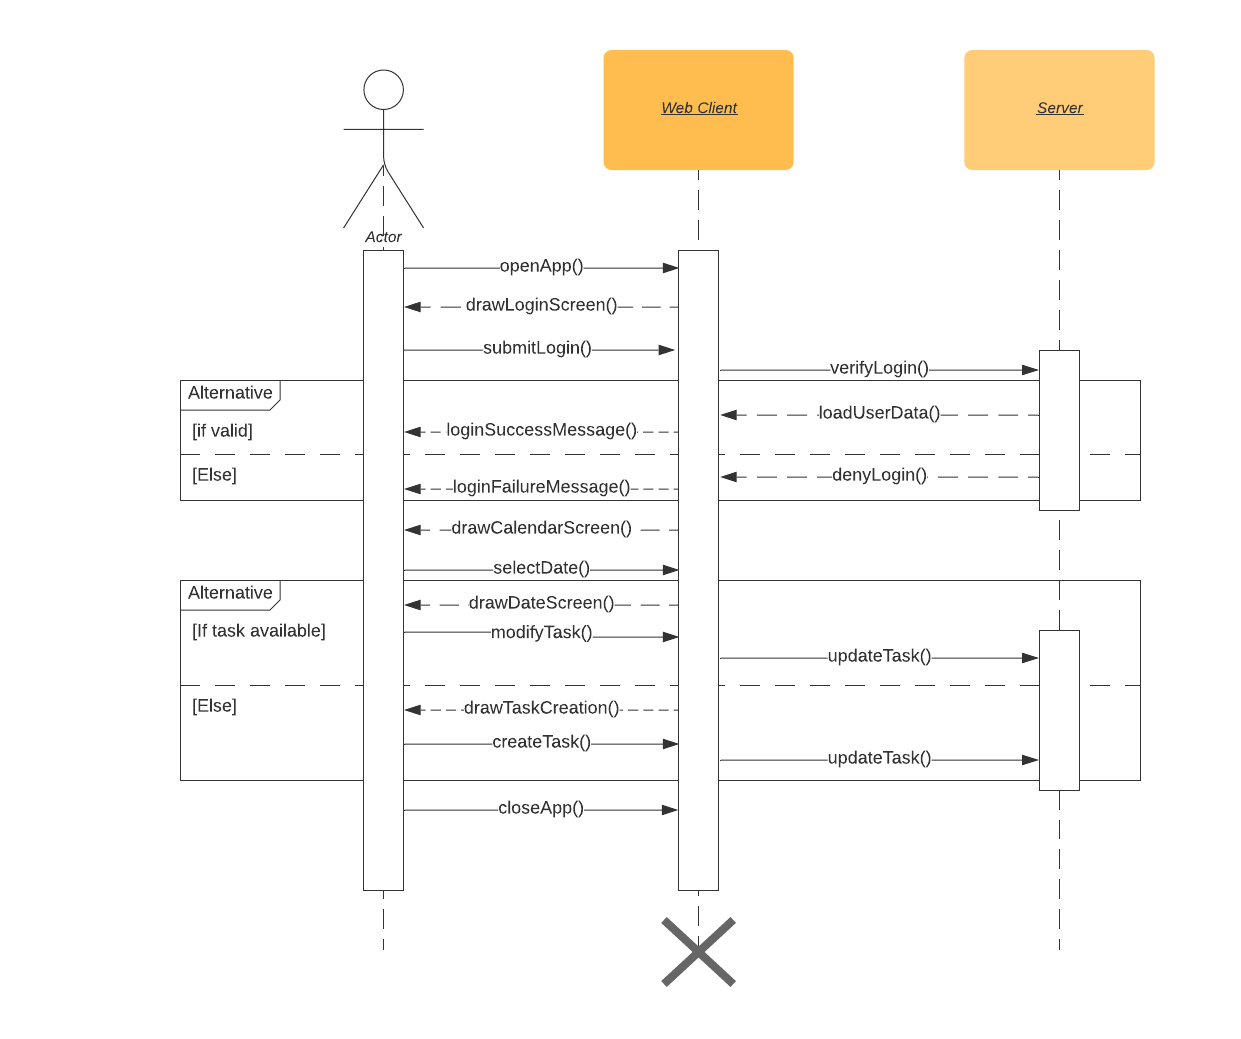 Web Client
Server
Actor
openApp()
drawLoginScreen()
submitLogin()
verifyLogin()
Alternative
loadUserData()
[if valid]
loginSuccessMessage()
[Else]
denyLogin()
loginFailureMessage()
drawCalendarScreen()
selectDate()
Alternative
drawDateScreen()
[If task available]
modifyTask()
updateTask()
[Else]
drawTaskCreation()
createTask()
updateTask()
closeApp()